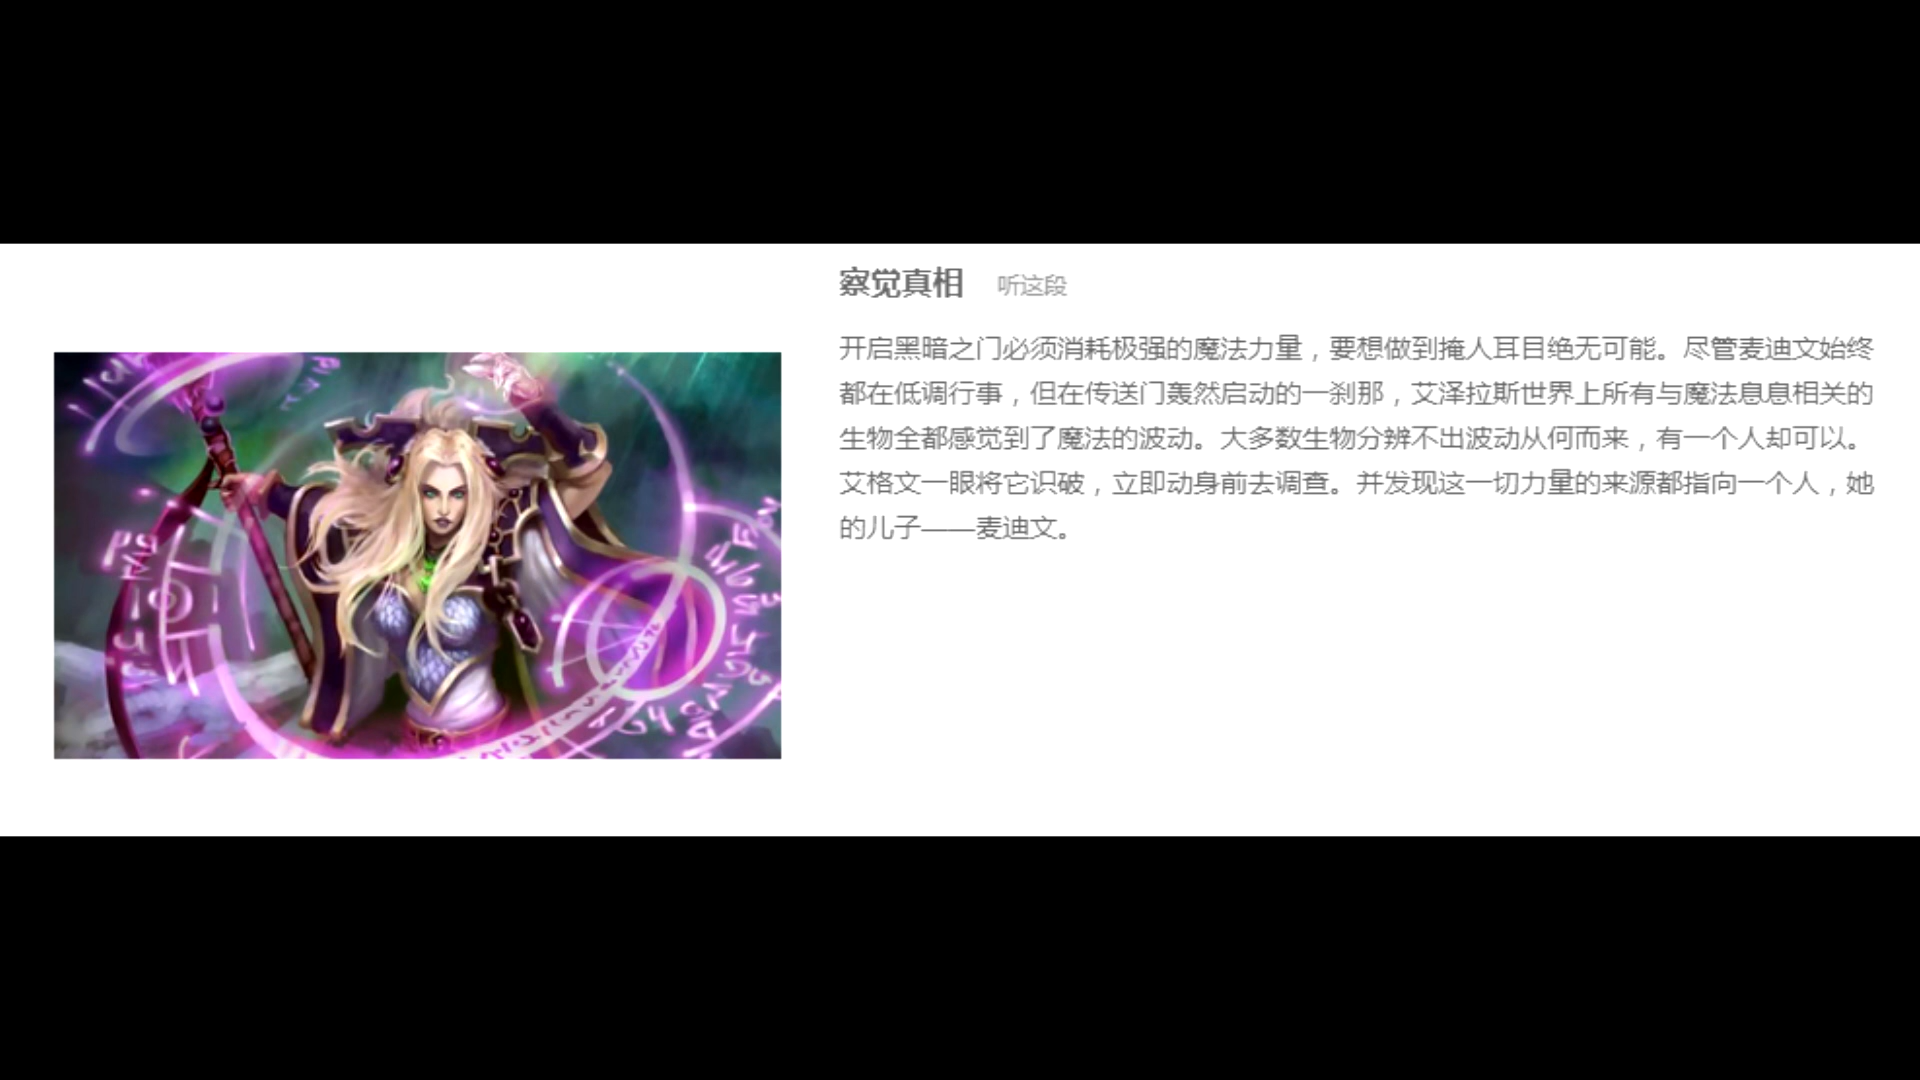 察觉真相 听这段
开启黑暗之门必须消耗极强的魔法力量，要想做到掩人耳目绝无可能。尽管麦迪文始终
都在低调行事，但在传送门轰然启动的一刹那，艾泽拉斯世界上所有与魔法息息相关的
生物全都感觉到了魔法的波动。大多数生物分辨不出波动从何而来，有一个人却可以。
艾格文一眼将它识破，立即动身前去调查。并发现这一切力量的来源都指向一个人，她
的儿子——麦迪文。